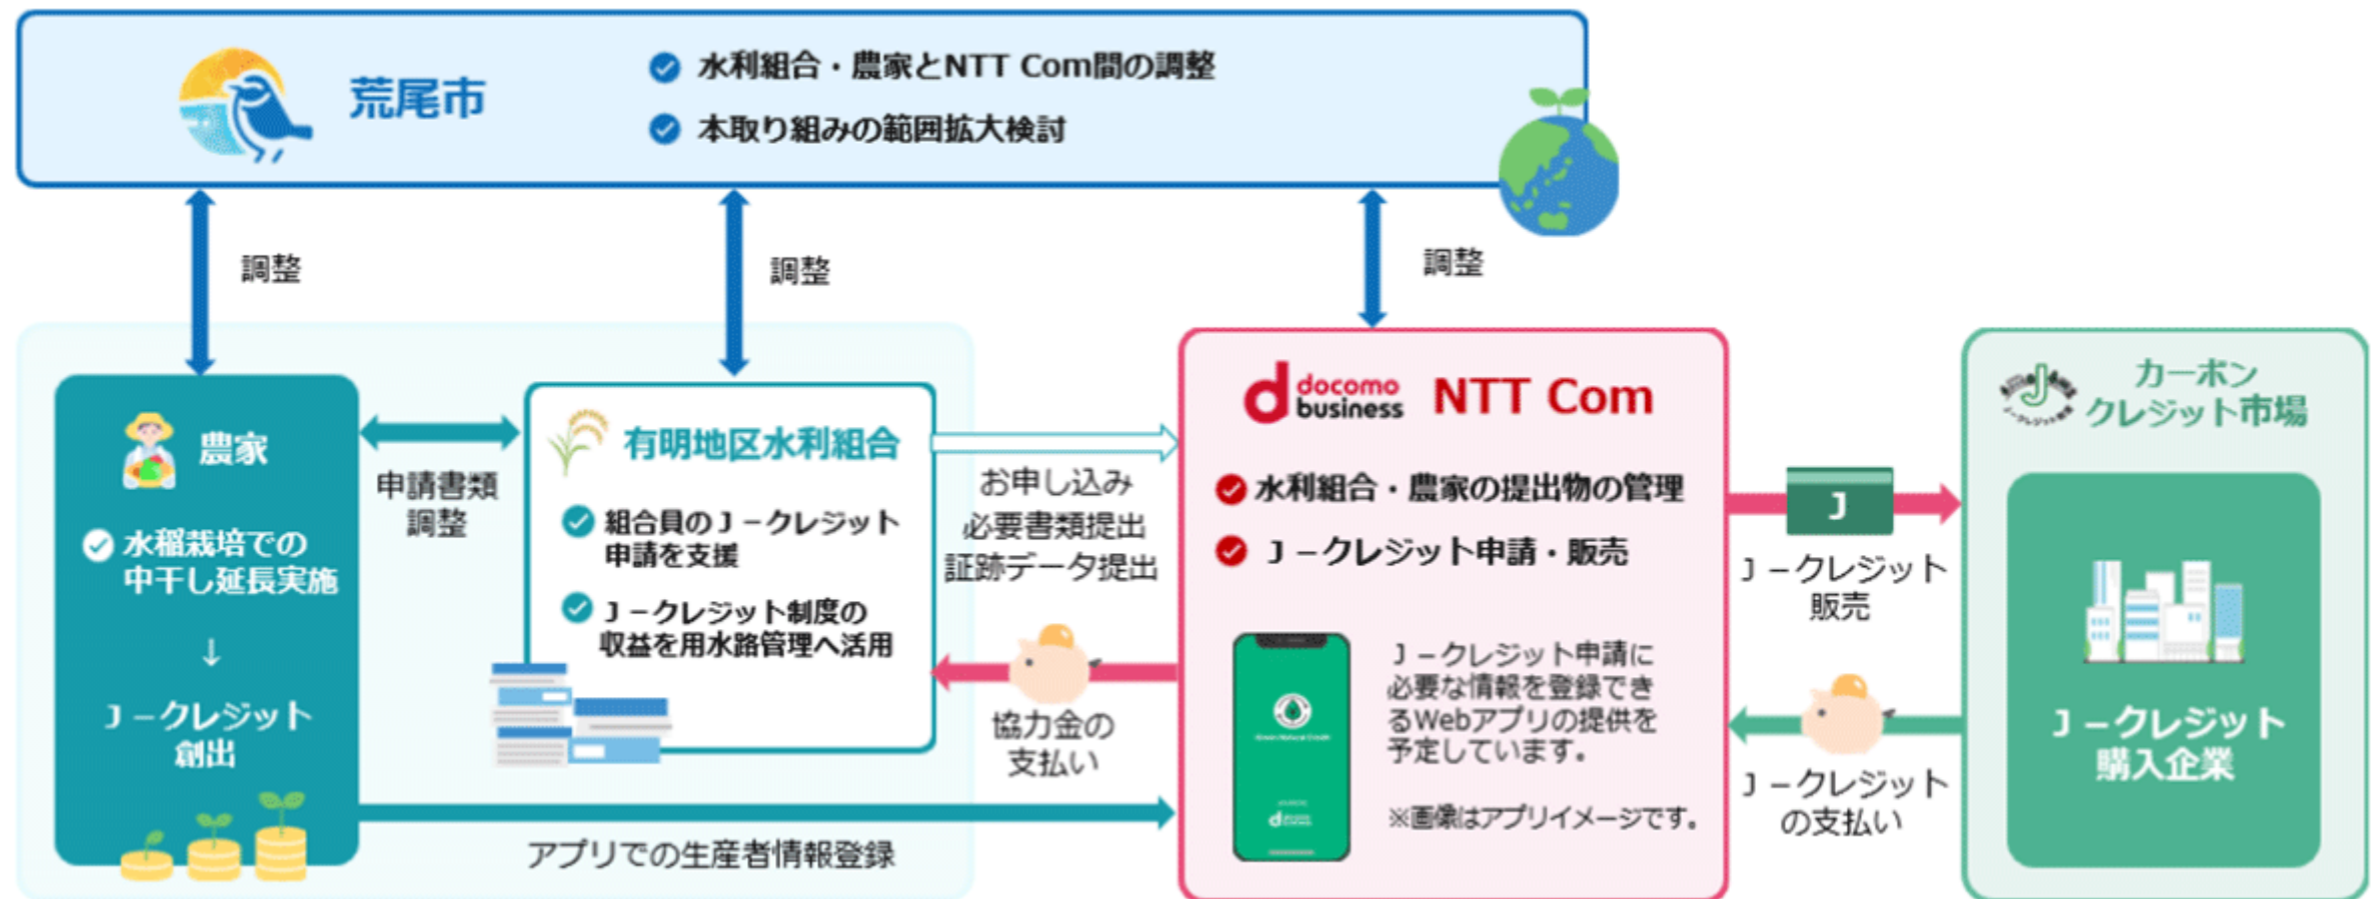 荒尾市
水利組合・農家とNTT Com間の調整
本取り組みの範囲拡大検討
調整
調整
調整
農家
水稲栽培での
中干し延長実施
↓
J－クレジット
創出
申請書類
調整
有明地区水利組合
組合員のJ－クレジット
申請を支援
J－クレジット制度の
収益を用水路管理へ活用
お申し込み
必要書類提出
証跡データ提出
協力金の
支払い
アプリでの生産者情報登録
docomo
business
NTT Com
水利組合・農家の提出物の管理
J－クレジット申請・販売
J－クレジット申請に
必要な情報を登録でき
るWebアプリの提供を
予定しています。
※画像はアプリイメージです。
J
J－クレジット
販売
J－クレジット
の支払い
カーボン
クレジット市場
J－クレジット
購入企業